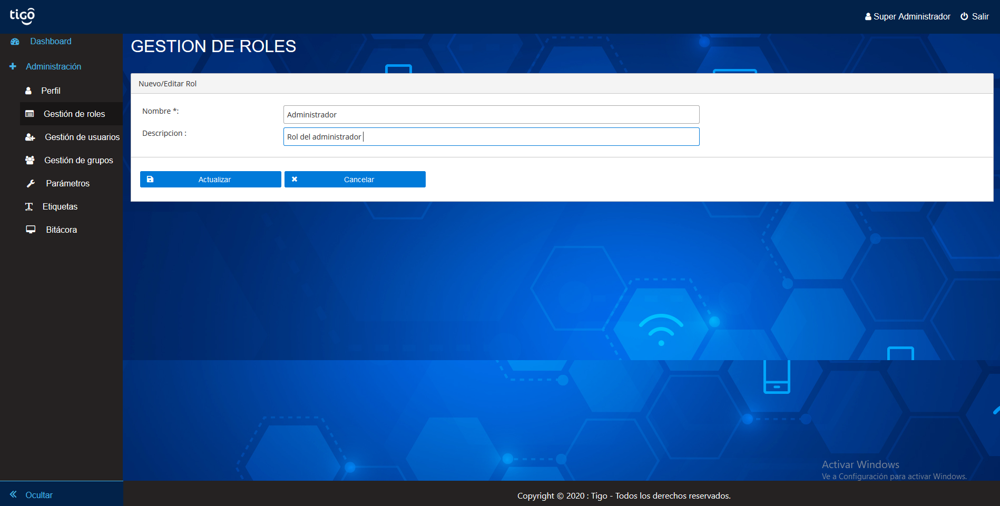 tigo
Super Administrador
Salir
Dashboard
Administración
Perfil
Gestión de roles
Gestión de usuarios
Gestión de grupos
Parámetros
Etiquetas
Bitácora
Ocultar
GESTION DE ROLES
Nuevo/Editar Rol
Nombre *:
Administrador
Descripcion :
Rol del administrador
Actualizar
Cancelar
Activar Windows
Ve a Configuración para activar Windows.
Copyright © 2020 : Tigo - Todos los derechos reservados.